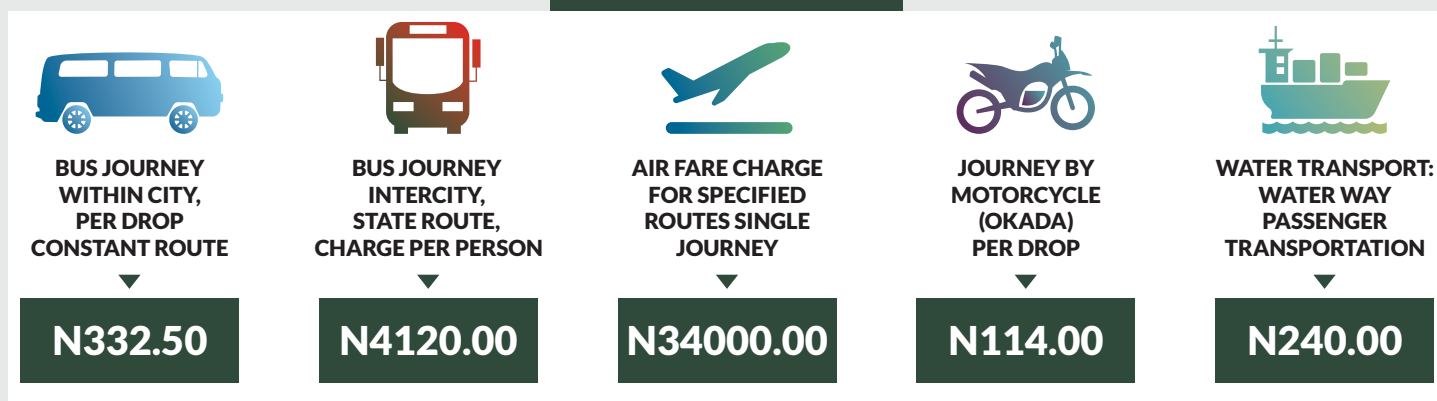 BUS JOURNEY
WITHIN CITY,
PER DROP
CONSTANT ROUTE
N332.50
BUS JOURNEY
INTERCITY,
STATE ROUTE,
CHARGE PER PERSON
N4120.00
AIR FARE CHARGE
FOR SPECIFIED
ROUTES SINGLE
JOURNEY
N34000.00
JOURNEY BY
MOTORCYCLE
(OKADA)
PER DROP
N114.00
WATER TRANSPORT:
WATER WAY
PASSENGER
TRANSPORTATION
N240.00